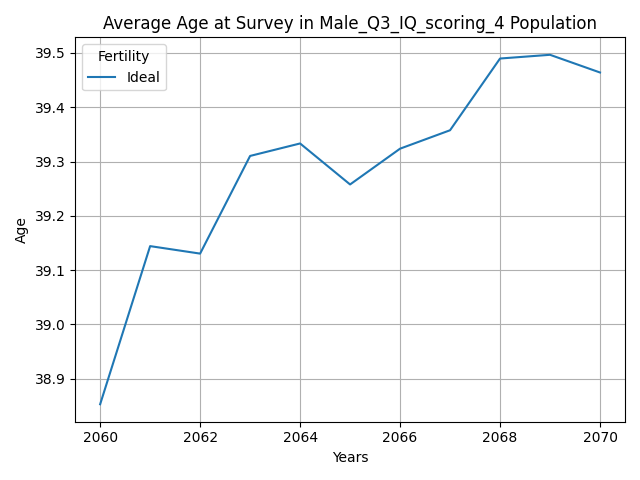 Average Age at Survey in Male_Q3_IQ_scoring_4 Population
Fertility
Ideal
39.5
39.4
39.3
39.2
39.1
39.0
38.9
Age
2060
2062
2064
2066
2068
2070
Years